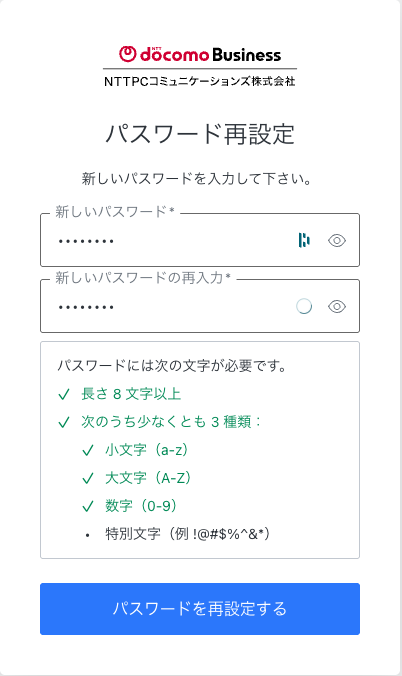 NTT
docomo Business
NTTPCコミュニケーションズ株式会社
パスワード再設定
新しいパスワードを入力して下さい。
新しいパスワード*
••••••••
新しいパスワードの再入力*
••••••••
パスワードには次の文字が必要です。
✓ 長さ 8 文字以上
✓ 次のうち少なくとも 3 種類：
✓ 小文字（a-z）
✓ 大文字（A-Z）
✓ 数字（0-9）
• 特別文字（例 !@#$%^&*）
パスワードを再設定する